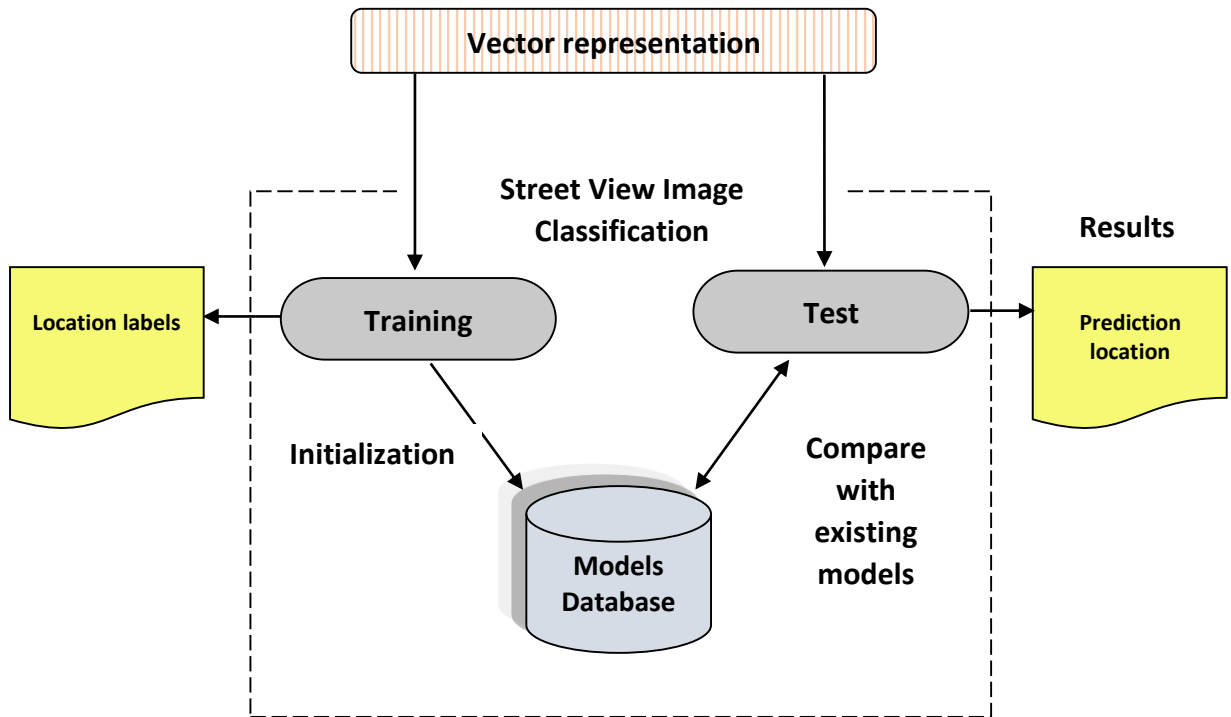 Vector representation
Street View Image
Classification
Results
Location labels
Training
Test
Prediction
location
Initialization
Compare
with
existing
models
Models
Database